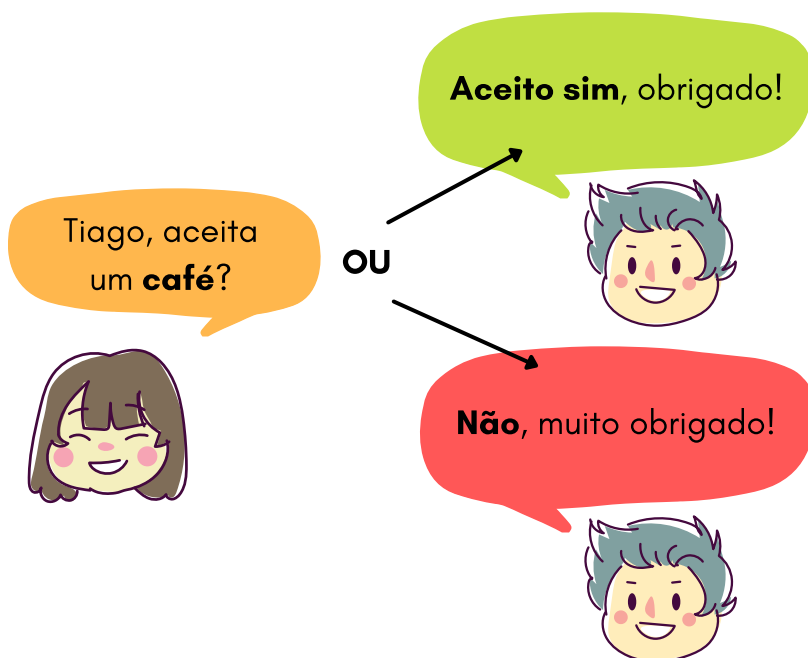 Tiago, aceita
um café?
OU
Aceito sim, obrigado!
Não, muito obrigado!